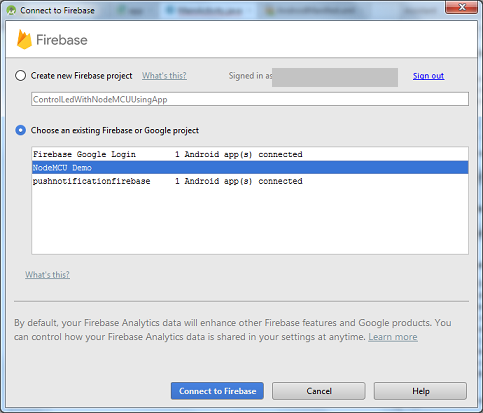 Connect to Firebase
Firebase
Create new Firebase project What's this? Signed in as Sign out
ControlLedWithNodeMCUUsingApp
Choose an existing Firebase or Google project
Firebase Google Login 1 Android app(s) connected
NodeMCU Demo
pushnotificationfirebase 1 Android app(s) connected
What's this?
By default, your Firebase Analytics data will enhance other Firebase features and Google products. You
can control how your Firebase Analytics data is shared in your settings at anytime. Learn more
Connect to Firebase Cancel Help